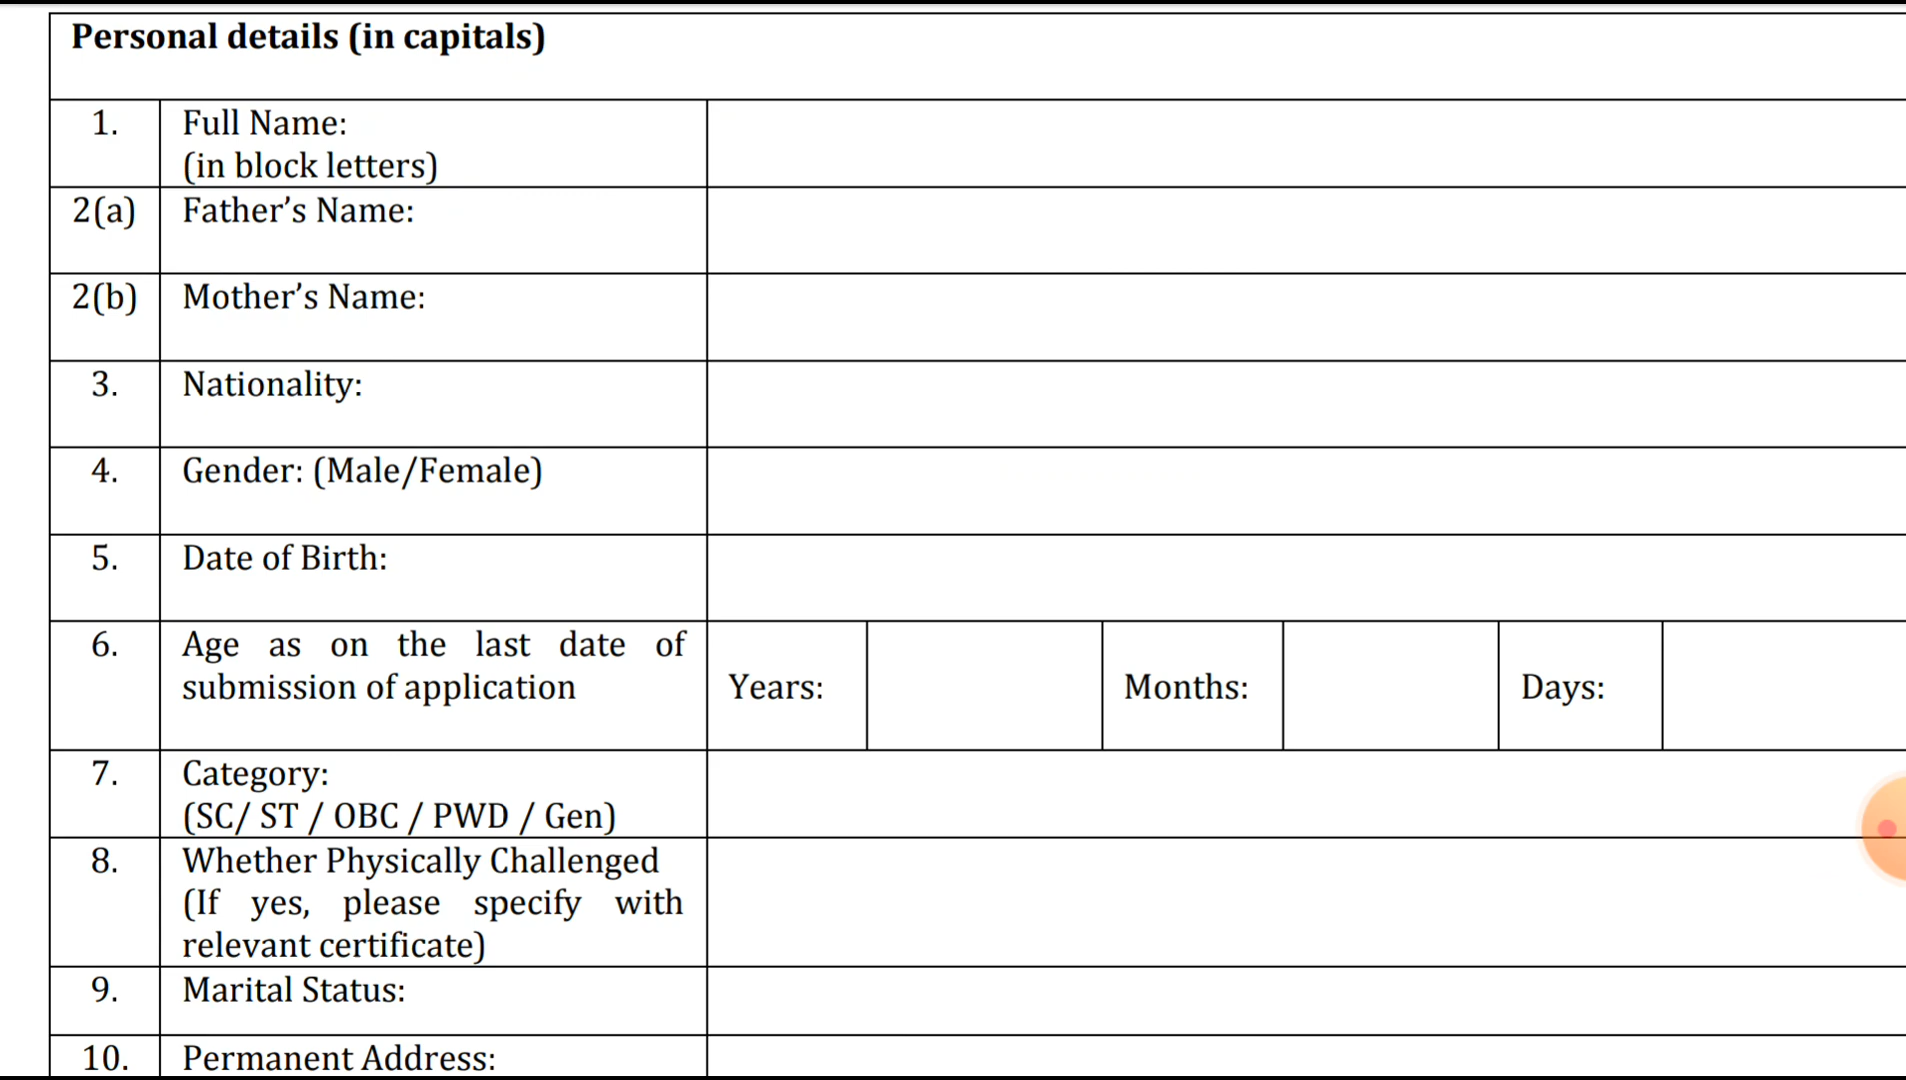 Personal details (in capitals)
1. Full Name:
(in block letters)
2(a) Father’s Name:
2(b) Mother’s Name:
3. Nationality:
4. Gender: (Male/Female)
5. Date of Birth:
6. Age as on the last date of
submission of application
Years: Months: Days:
7. Category:
(SC/ ST / OBC / PWD / Gen)
8. Whether Physically Challenged
(If yes, please specify with
relevant certificate)
9. Marital Status:
10. Permanent Address: